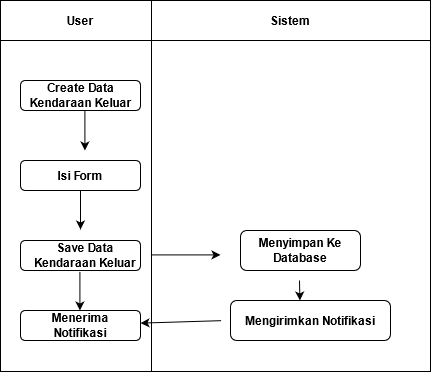 User
Sistem
Create Data
Kendaraan Keluar
Isi Form
Save Data
Kendaraan Keluar
Menyimpan Ke
Database
Menerima
Notifikasi
Mengirimkan Notifikasi